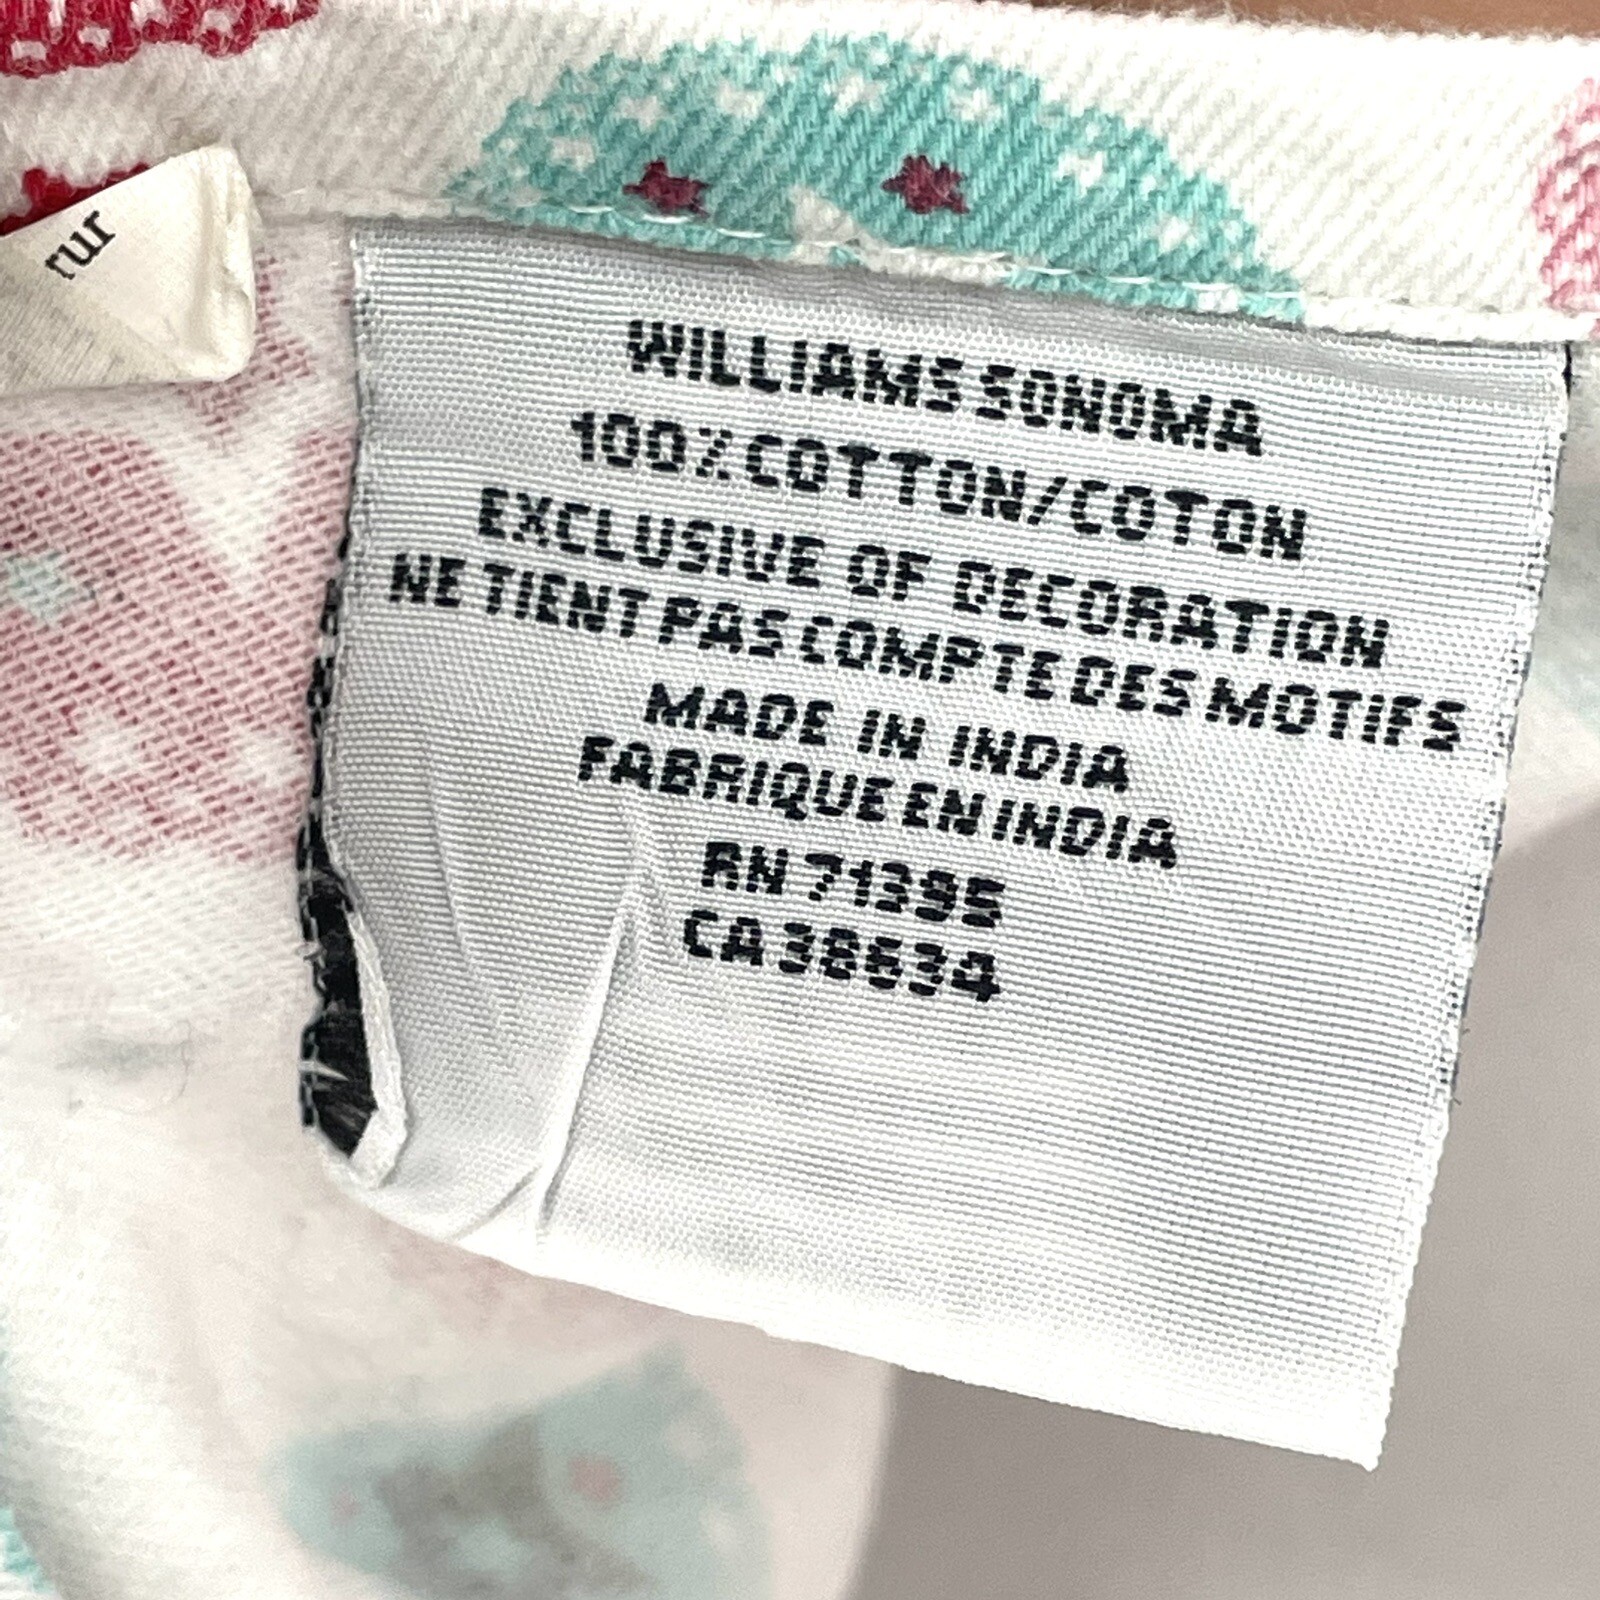 WILLIAMS SONOMA
100% COTTON/COTON
EXCLUSIVE OF DECORATION
NE TIENT PAS COMPTE DES MOTIFS
MADE IN INDIA
FABRIQUE EN INDIA
RN 71395
CA 38634